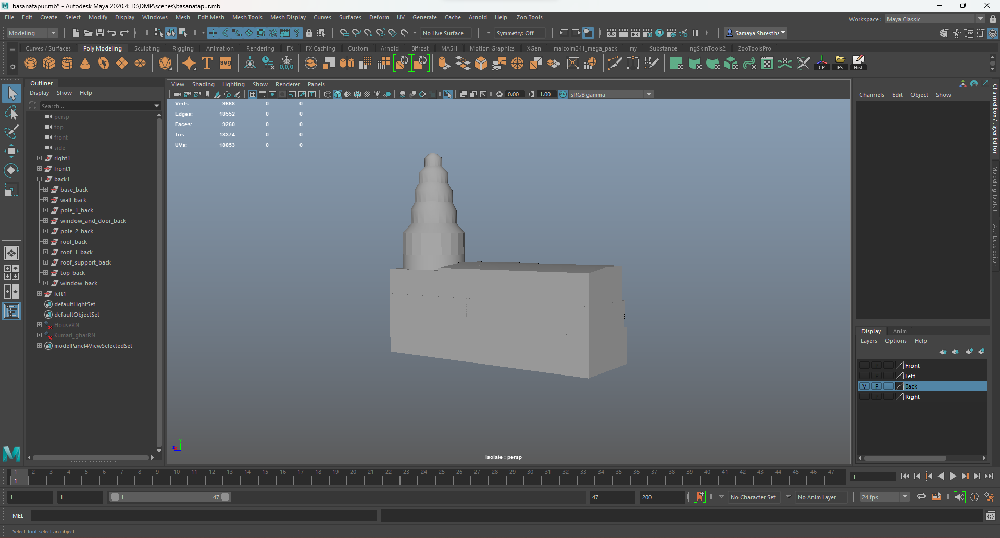 basanatapur.mb* - Autodesk Maya 2020.4: D:\DMP\scenes\basanatapur.mb
File Edit Create Select Modify Display Windows Mesh Edit Mesh Mesh Tools Mesh Display Curves Surfaces Deform UV Generate Cache Arnold Help Zoo Tools
Workspace : Maya Classic
Modeling No Live Surface Symmetry: Off Samaya Shrestha
Curves / Surfaces Poly Modeling Sculpting Rigging Animation Rendering FX FX Caching Custom Arnold Bifrost MASH Motion Graphics XGen malcolm341_mega_pack my Substance ngSkinTools2 ZooToolsPro
T SVG 0,0,0 CP ES Hist
Outliner
Display Show Help
Search...
persp
top
front
side
right1
front1
back1
base_back
wall_back
pole_1_back
window_and_door_back
pole_2_back
roof_back
roof_1_back
roof_support_back
top_back
window_back
left1
defaultLightSet
defaultObjectSet
HouseRN
Kumari_gharRN
modelPanel4ViewSelectedSet
View Shading Lighting Show Renderer Panels
0.00 1.00 ON sRGB gamma
Verts: 9668 0 0
Edges: 18552 0 0
Faces: 9260 0 0
Tris: 18374 0 0
UVs: 18853 0 0
y
z
Isolate : persp
Channels Edit Object Show
Channel Box / Layer Editor
Modeling Toolkit
Attribute Editor
Display Anim
Layers Options Help
P Front
P Left
V P Back
P Right
1 2 3 4 5 6 7 8 9 10 11 12 13 14 15 16 17 18 19 20 21 22 23 24 25 26 27 28 29 30 31 32 33 34 35 36 37 38 39 40 41 42 43 44 45 46 47
1
1
1 1 1 47 47 200 No Character Set No Anim Layer 24 fps
MEL
Select Tool: select an object